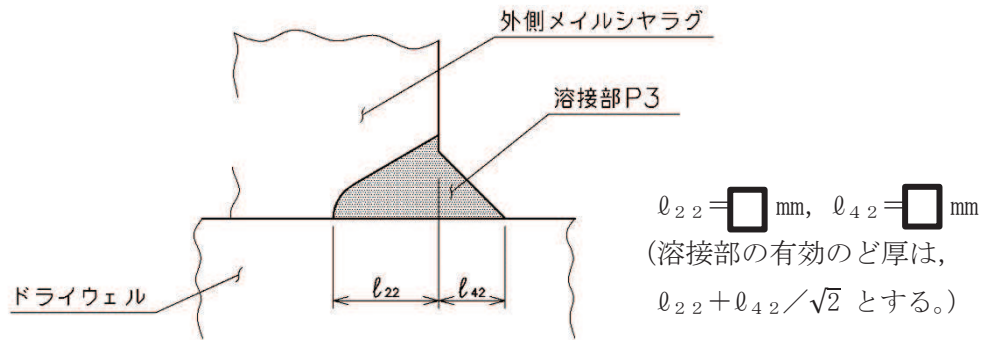 外側メイルシヤラグ
溶接部P3
ℓ22=□mm, ℓ42=□mm
(溶接部の有効のど厚は,
ℓ22+ℓ42/√2 とする。)
ドライウェル
ℓ22
ℓ42